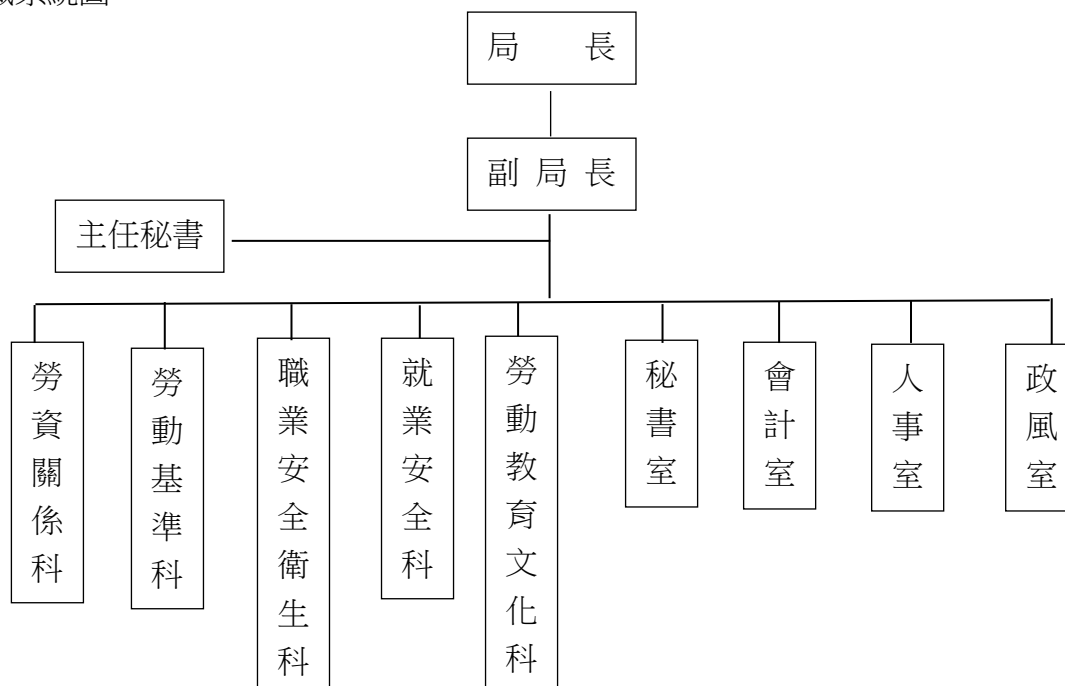 局長
副局長
主任秘書
勞資關係科
勞動基準科
職業安全衛生科
就業安全科
勞動教育文化科
秘書室
會計室
人事室
政風室